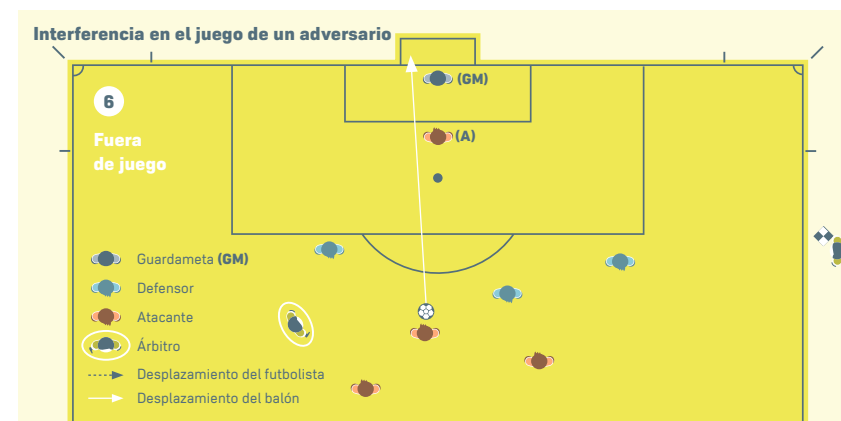 Interferencia en el juego de un adversario
(GM)
6
(A)
Fuera
de juego
Guardameta (GM)
Defensor
Atacante
Árbitro
Desplazamiento del futbolista
Desplazamiento del balón